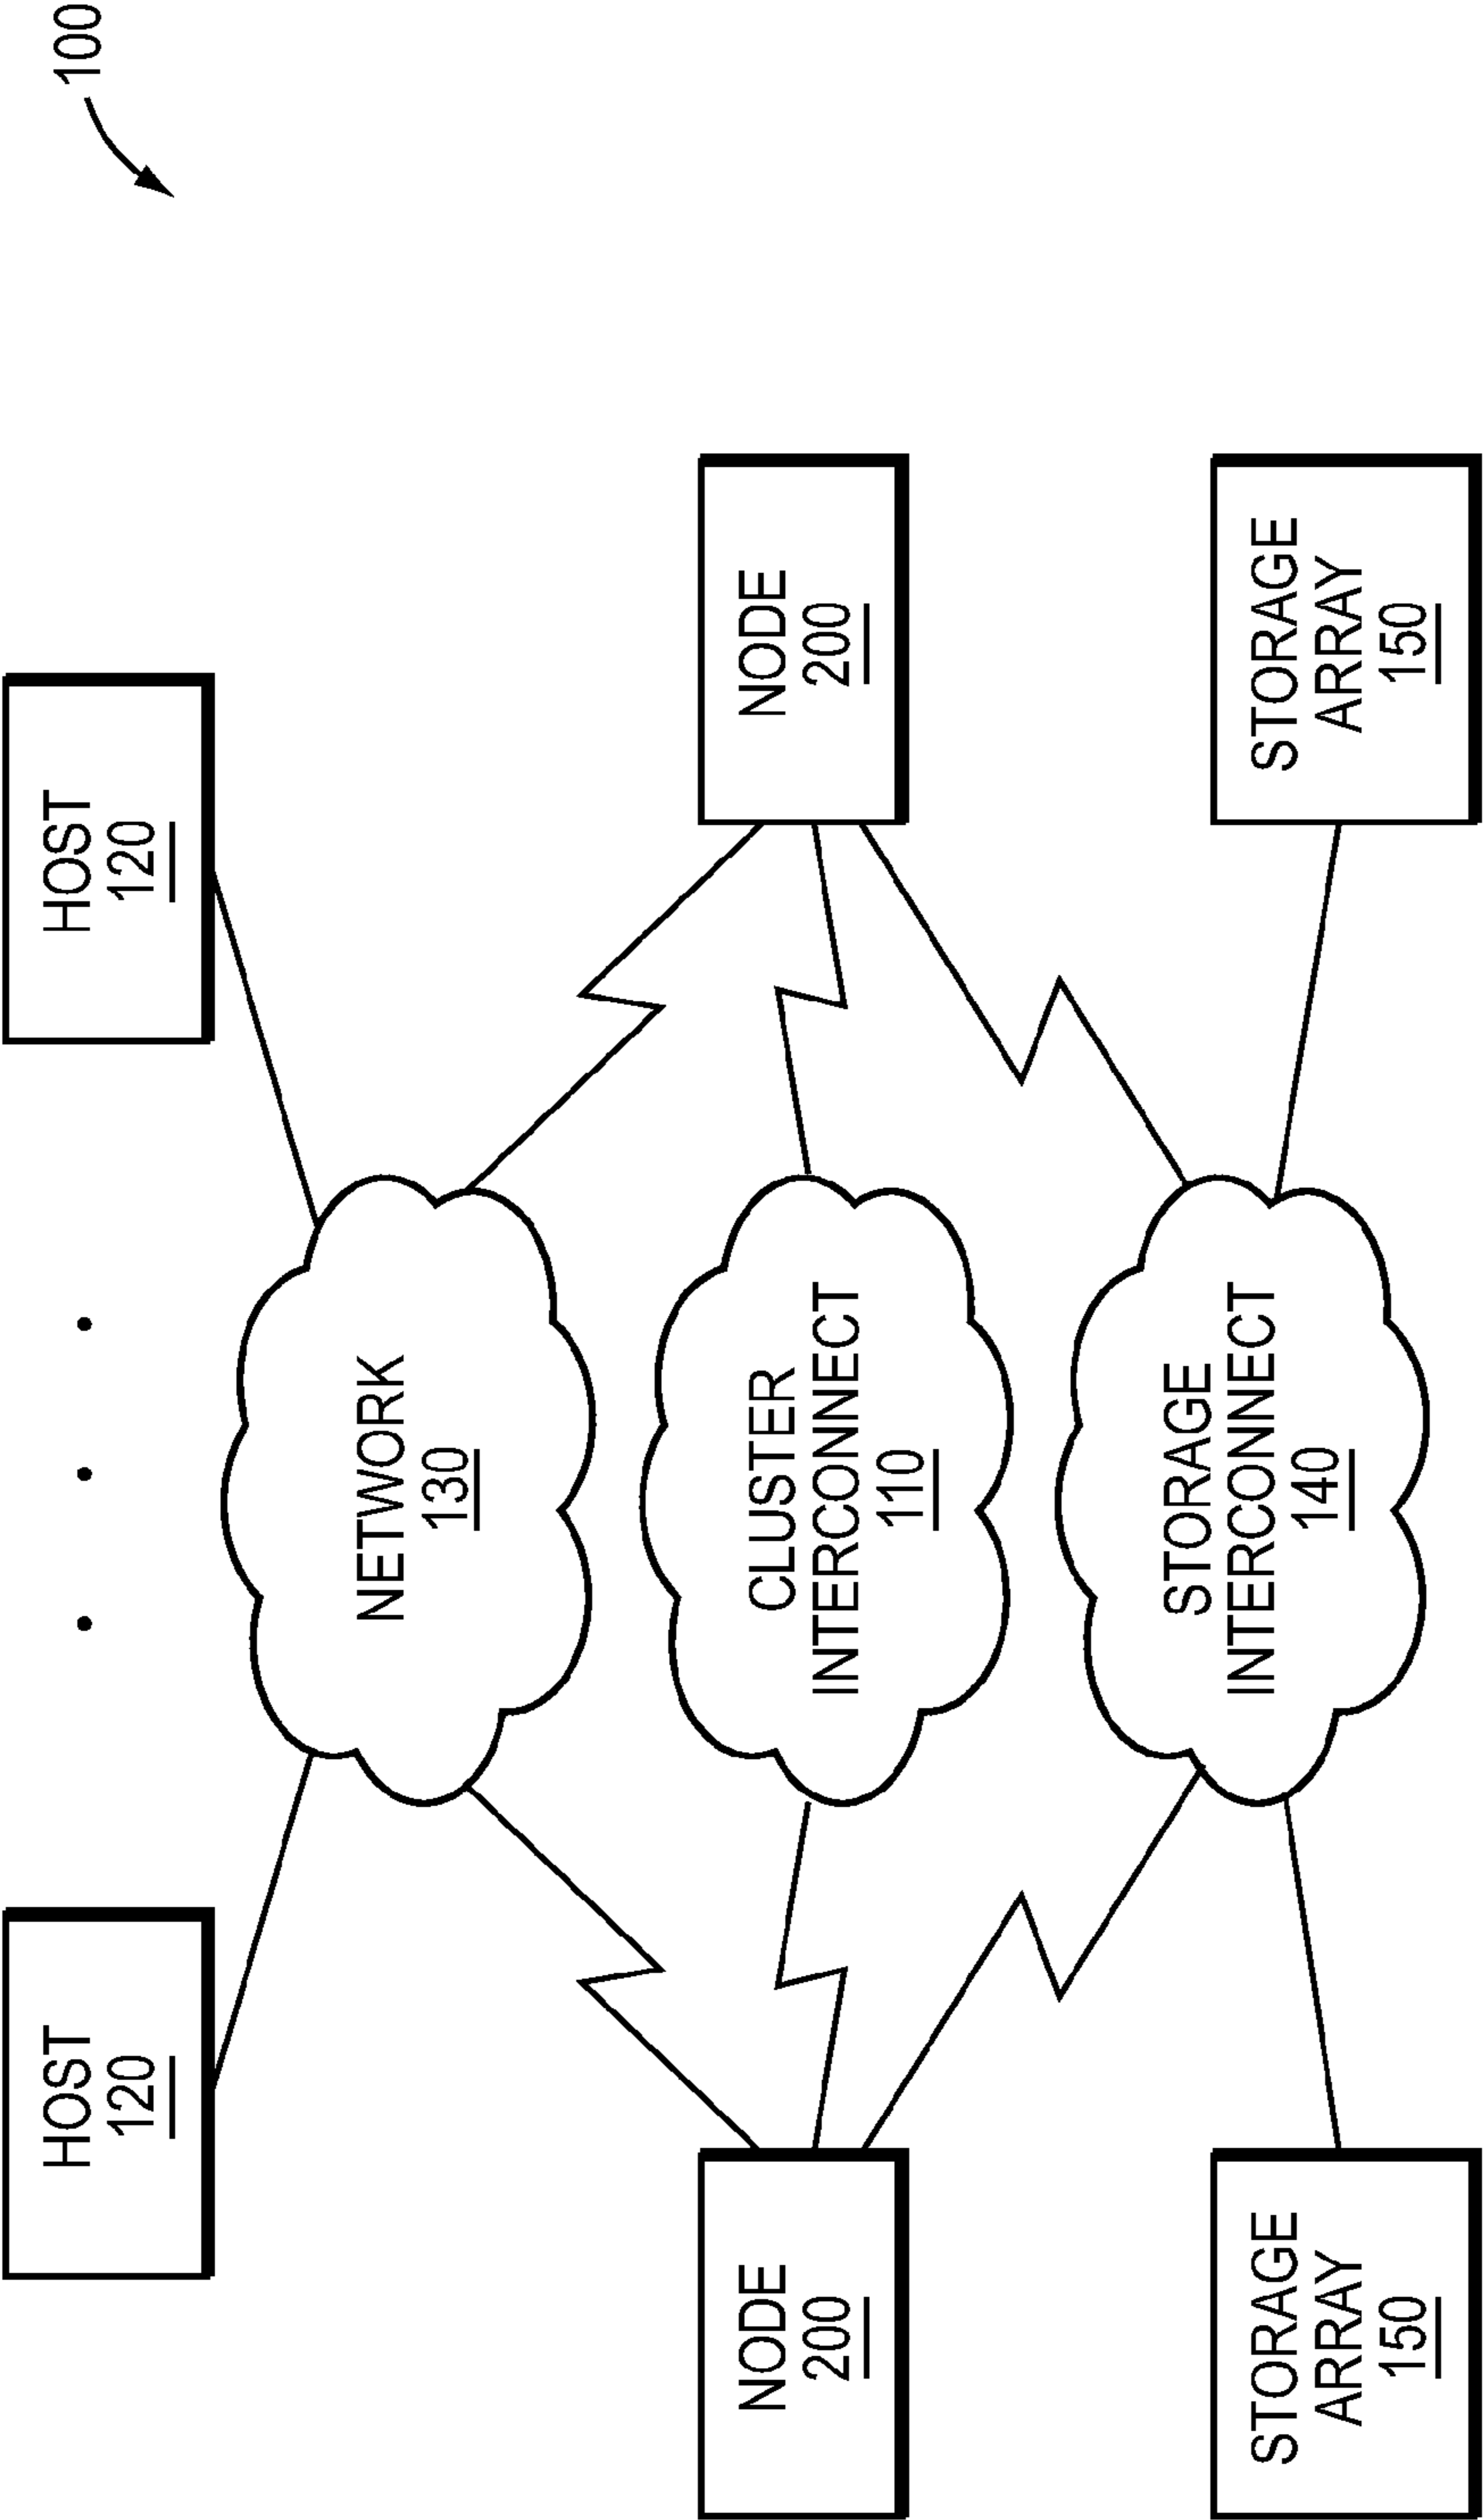 100
HOST
120
HOST
120
NETWORK
130
NODE
200
CLUSTER
INTERCONNECT
110
NODE
200
STORAGE
ARRAY
150
STORAGE
INTERCONNECT
140
STORAGE
ARRAY
150